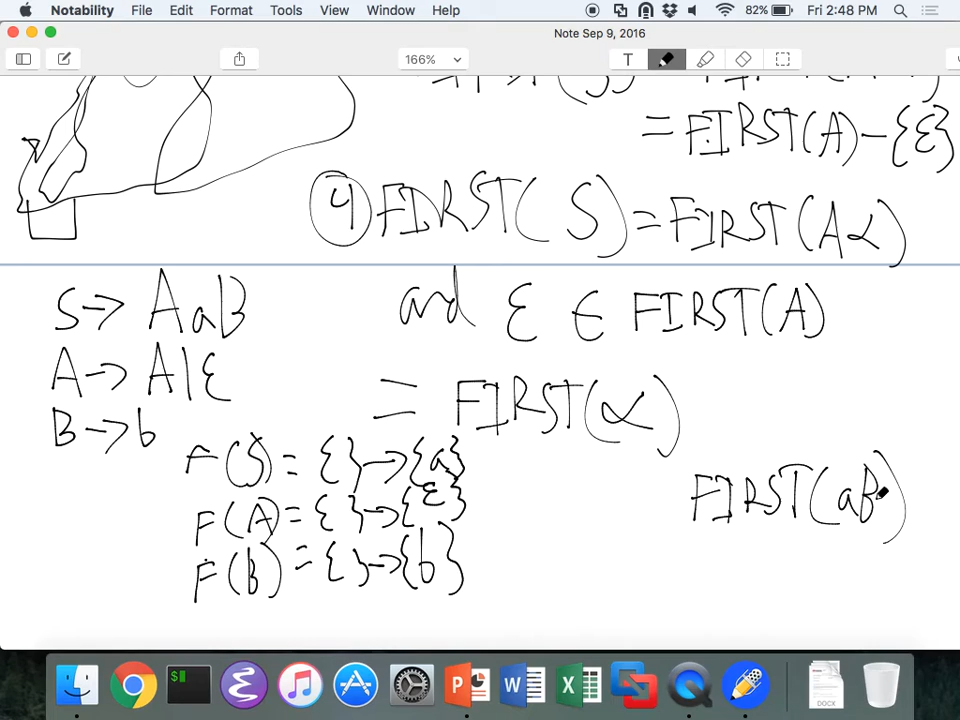 Notability File Edit Format Tools View Window Help 82% Fri 2:48 PM
Note Sep 9, 2016
166% T
= FIRST(A)-{ε}
④ FIRST(S)=FIRST(Aα)
S-> AaB
and ε ∈ FIRST(A)
A-> A|ε
= FIRST(α)
B->b
F(S)= {}->{a}
FIRST(aB)
F(A)= {}->{ε}
F(B)= {}->{b}
DOCX